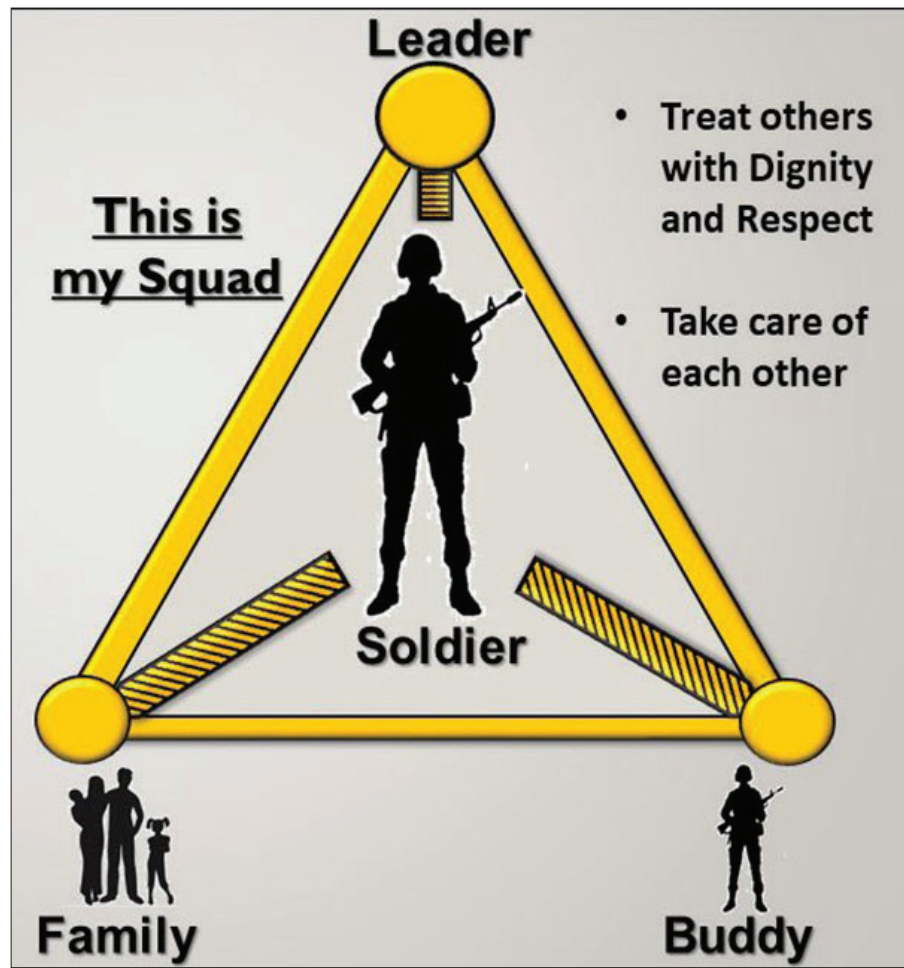 Leader
This is
my Squad
• Treat others
with Dignity
and Respect
• Take care of
each other
Soldier
Family
Buddy